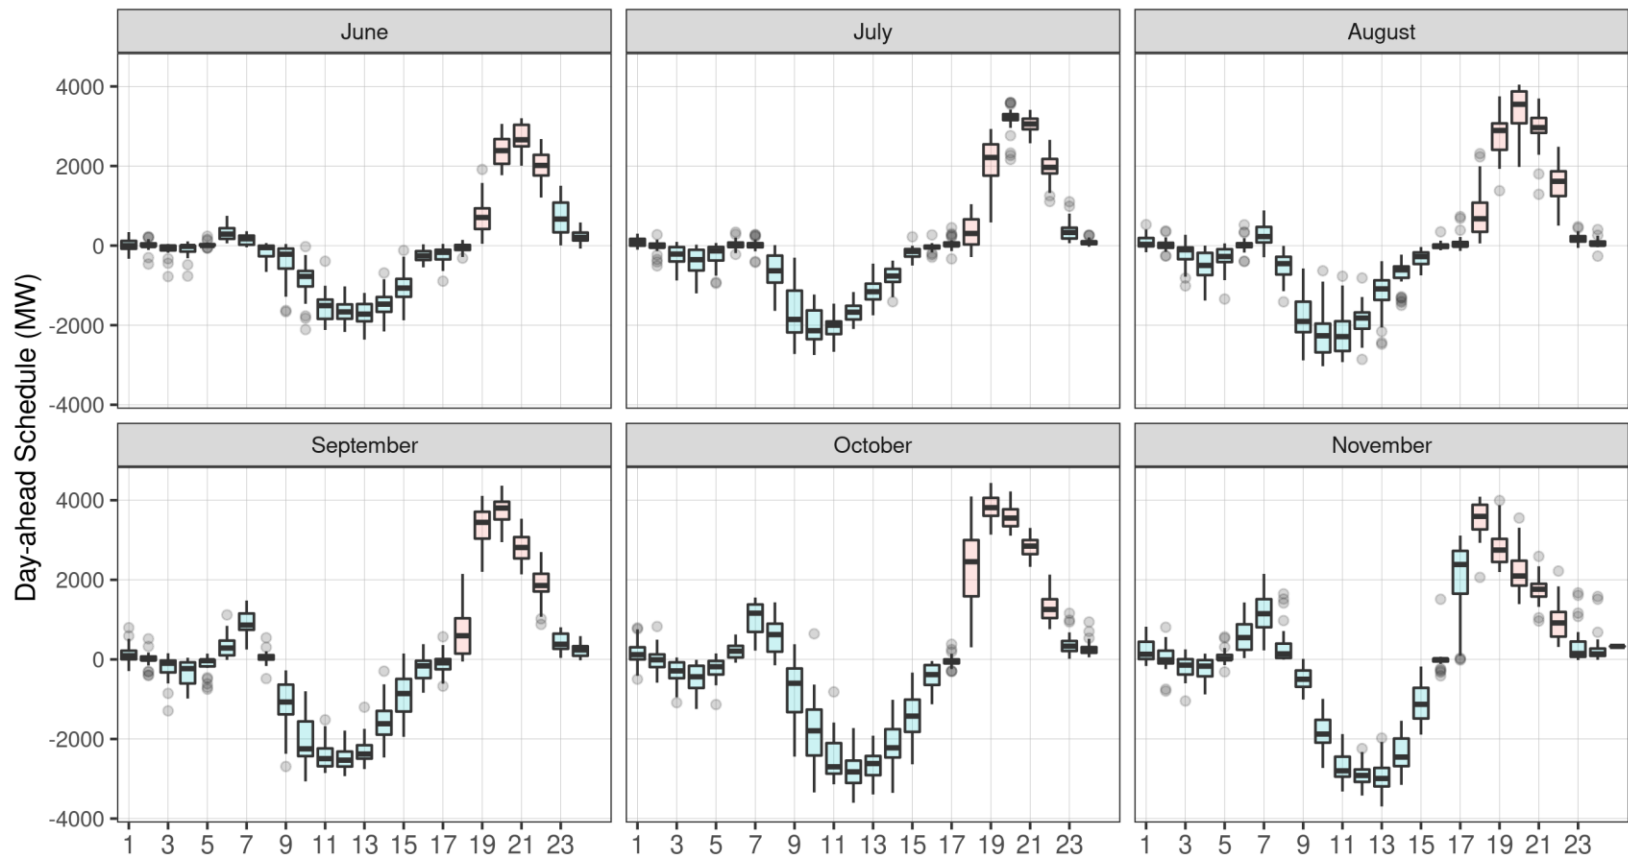 June July August
4000
2000
0
-2000
-4000
Day-ahead Schedule (MW)
September October November
4000
2000
0
-2000
-4000
1 3 5 7 9 11 13 15 17 19 21 23 1 3 5 7 9 11 13 15 17 19 21 23 1 3 5 7 9 11 13 15 17 19 21 23